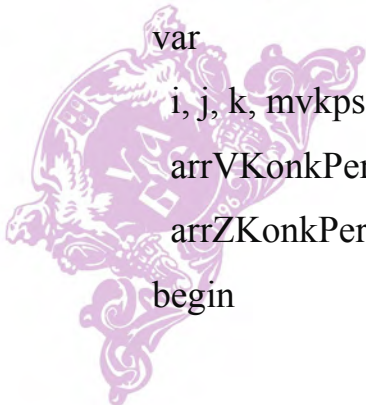 var
i, j, k, mvkps
arrVKonkPer
arrZKonkPer
begin